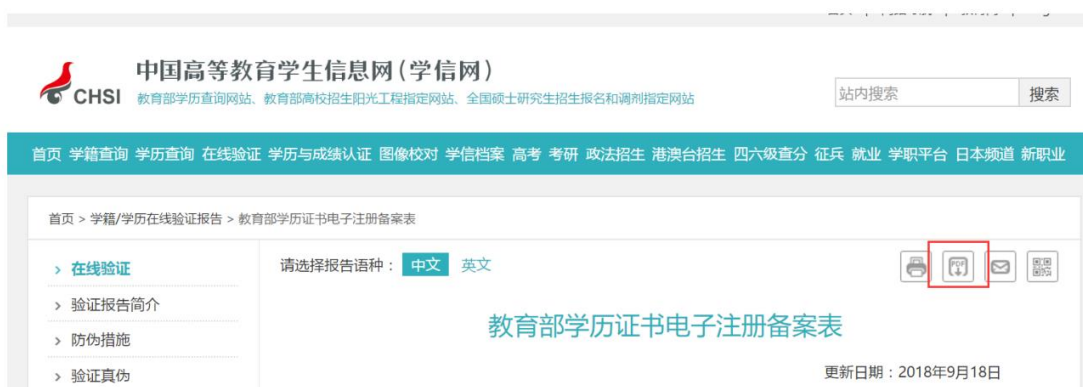 中国高等教育学生信息网（学信网）
CHSI 教育部学历查询网站、教育部高校招生阳光工程指定网站、全国硕士研究生招生报名和调剂指定网站
站内搜索 搜索
首页 学籍查询 学历查询 在线验证 学历与成绩认证 图像校对 学信档案 高考 考研 政法招生 港澳台招生 四六级查分 征兵 就业 学职平台 日本频道 新职业
首页 > 学籍/学历在线验证报告 > 教育部学历证书电子注册备案表
> 在线验证
请选择报告语种： 中文 英文
PDF
> 验证报告简介
教育部学历证书电子注册备案表
> 防伪措施
> 验证真伪
更新日期：2018年9月18日